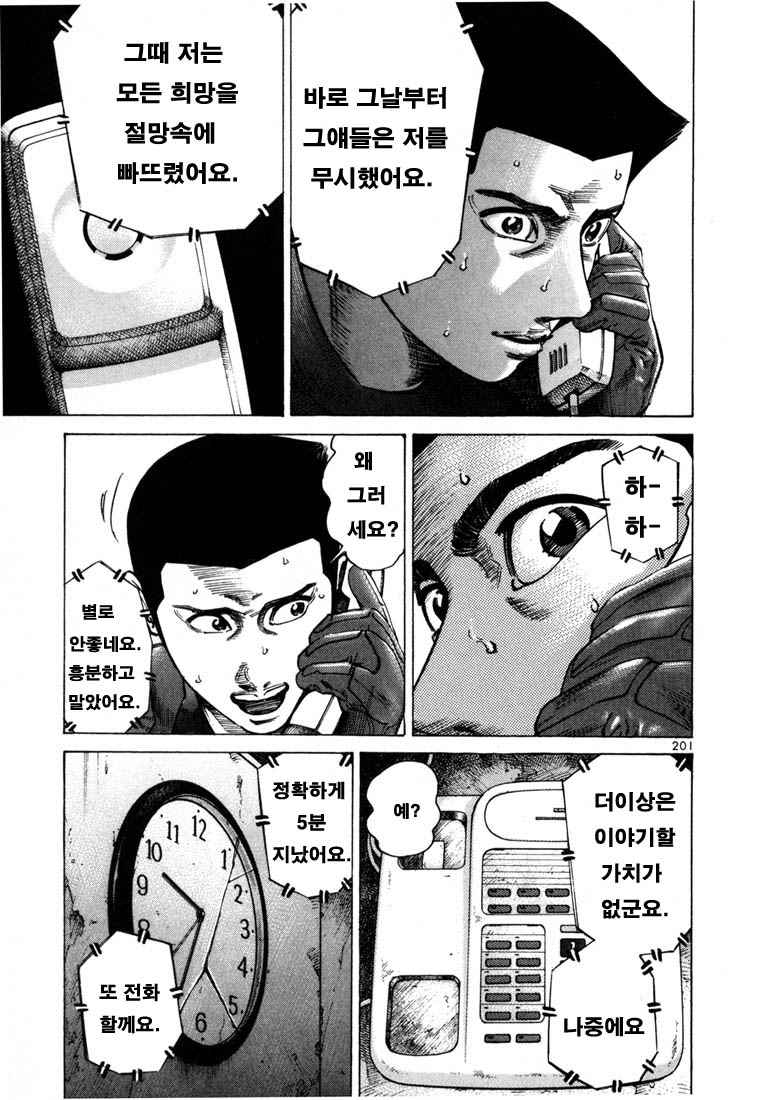 바로 그날부터
그얘들은 저를
무시했어요.
그때 저는
모든 희망을
절망속에
빠뜨렸어요.
하-
하-
왜
그러
세요?
별로
안좋네요.
흥분하고
말았어요.
201
더이상은
이야기할
가치가
없군요.
나중에요
예?
정확하게
5분
지났어요.
11 12 1
10 2
9 3
8 4
6 5
또 전화
할께요.